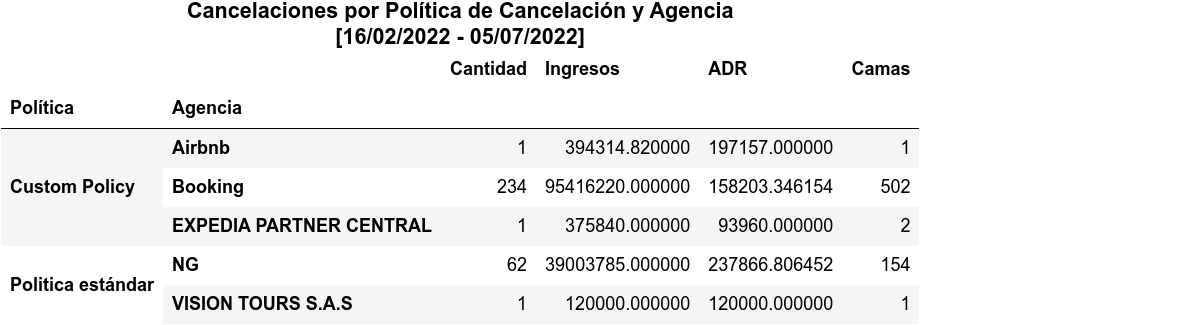 Cancelaciones por Política de Cancelación y Agencia
[16/02/2022 - 05/07/2022]
Cantidad Ingresos ADR Camas
Política Agencia
Airbnb 1 394314.820000 197157.000000 1
Custom Policy Booking 234 95416220.000000 158203.346154 502
EXPEDIA PARTNER CENTRAL 1 375840.000000 93960.000000 2
NG 62 39003785.000000 237866.806452 154
Politica estándar
VISION TOURS S.A.S 1 120000.000000 120000.000000 1